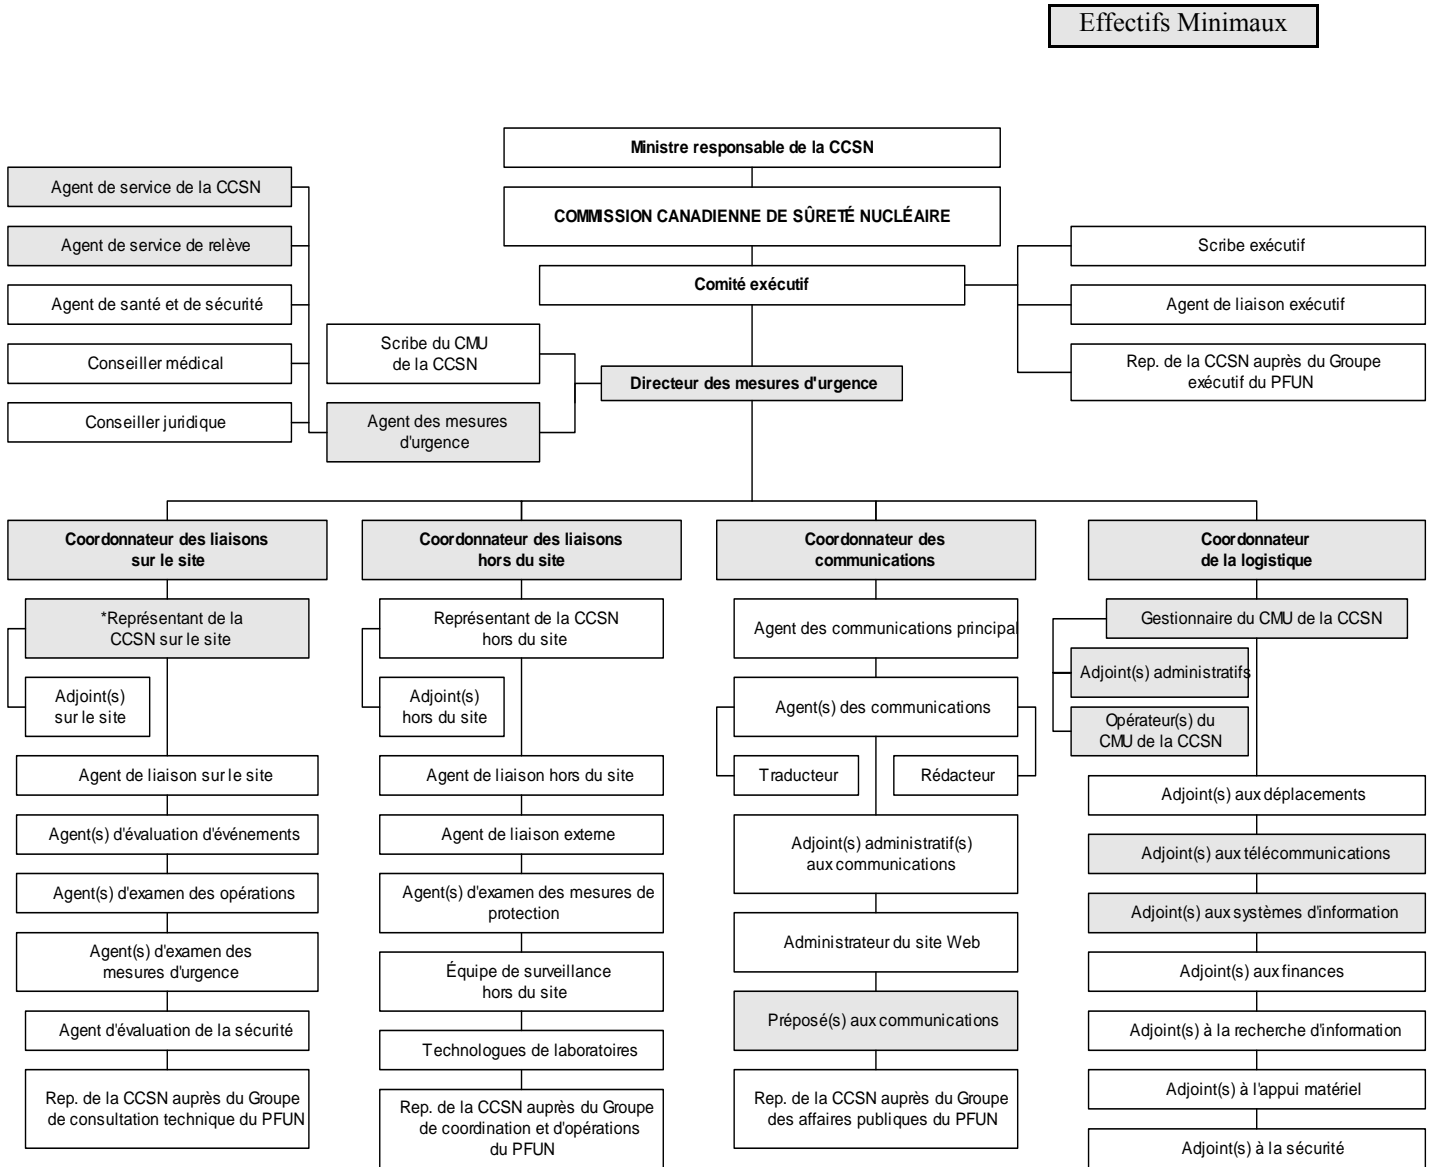 Effectifs Minimaux
Ministre responsable de la CCSN
COMMISSION CANADIENNE DE SÛRETÉ NUCLÉAIRE
Comité exécutif
Agent de service de la CCSN
Agent de service de relève
Agent de santé et de sécurité
Conseiller médical
Conseiller juridique
Scribe du CMU
de la CCSN
Agent des mesures
d'urgence
Directeur des mesures d'urgence
Scribe exécutif
Agent de liaison exécutif
Rep. de la CCSN auprès du Groupe
exécutif du PFUN
Coordonnateur des liaisons
sur le site
*Représentant de la
CCSN sur le site
Adjoint(s)
sur le site
Agent de liaison sur le site
Agent(s) d'évaluation d'événements
Agent(s) d'examen des opérations
Agent(s) d'examen des
mesures d'urgence
Agent d'évaluation de la sécurité
Rep. de la CCSN auprès du Groupe
de consultation technique du PFUN
Coordonnateur des liaisons
hors du site
Représentant de la CCSN
hors du site
Adjoint(s)
hors du site
Agent de liaison hors du site
Agent de liaison externe
Agent(s) d'examen des mesures de
protection
Équipe de surveillance
hors du site
Technologues de laboratoires
Rep. de la CCSN auprès du Groupe
de coordination et d'opérations
du PFUN
Coordonnateur des
communications
Agent des communications principal
Agent(s) des communications
Traducteur
Rédacteur
Adjoint(s) administratif(s)
aux communications
Administrateur du site Web
Préposé(s) aux communications
Rep. de la CCSN auprès du Groupe
des affaires publiques du PFUN
Coordonnateur
de la logistique
Gestionnaire du CMU de la CCSN
Adjoint(s) administratifs
Opérateur(s) du
CMU de la CCSN
Adjoint(s) aux déplacements
Adjoint(s) aux télécommunications
Adjoint(s) aux systèmes d'information
Adjoint(s) aux finances
Adjoint(s) à la recherche d'information
Adjoint(s) à l'appui matériel
Adjoint(s) à la sécurité